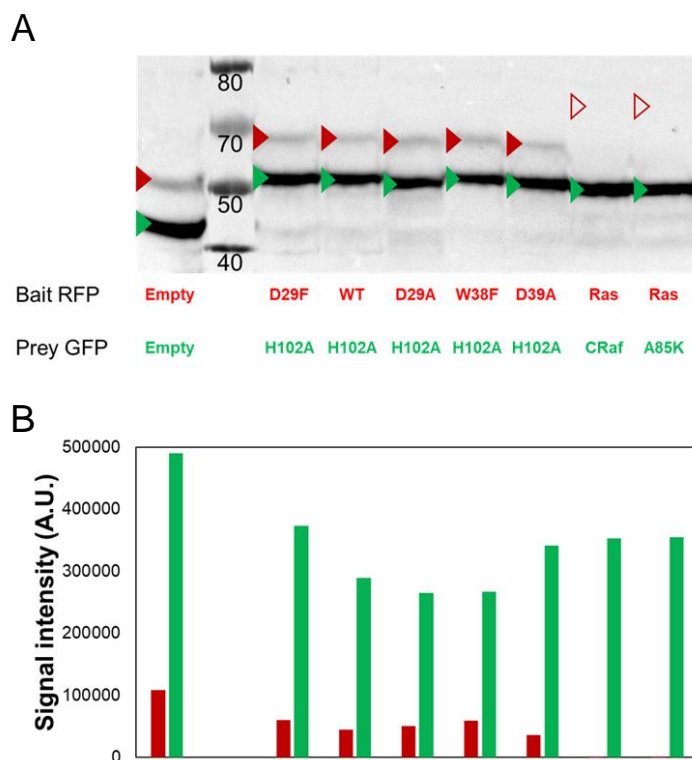 A
80
70
50
40
Bait RFP Empty D29F WT D29A W38F D39A Ras Ras
Prey GFP Empty H102A H102A H102A H102A H102A CRaf A85K
B
Signal intensity (A.U.)
500000
400000
300000
200000
100000
0